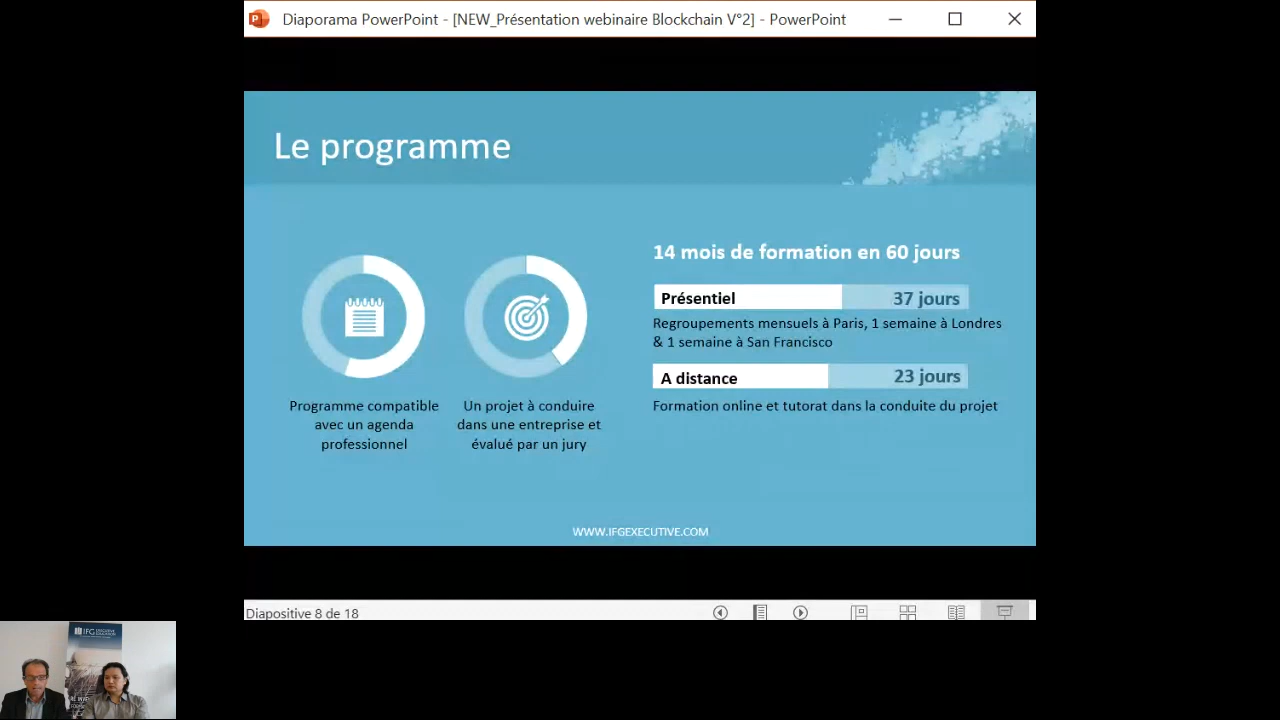 Diaporama PowerPoint - [NEW_Présentation webinaire Blockchain V°2] - PowerPoint
Le programme
14 mois de formation en 60 jours
Présentiel 37 jours
Regroupements mensuels à Paris, 1 semaine à Londres
& 1 semaine à San Francisco
A distance 23 jours
Formation online et tutorat dans la conduite du projet
Programme compatible
avec un agenda
professionnel
Un projet à conduire
dans une entreprise et
évalué par un jury
WWW.IFGEXECUTIVE.COM
Diapositive 8 de 18
IFG EXECUTIVE
EDUCATION